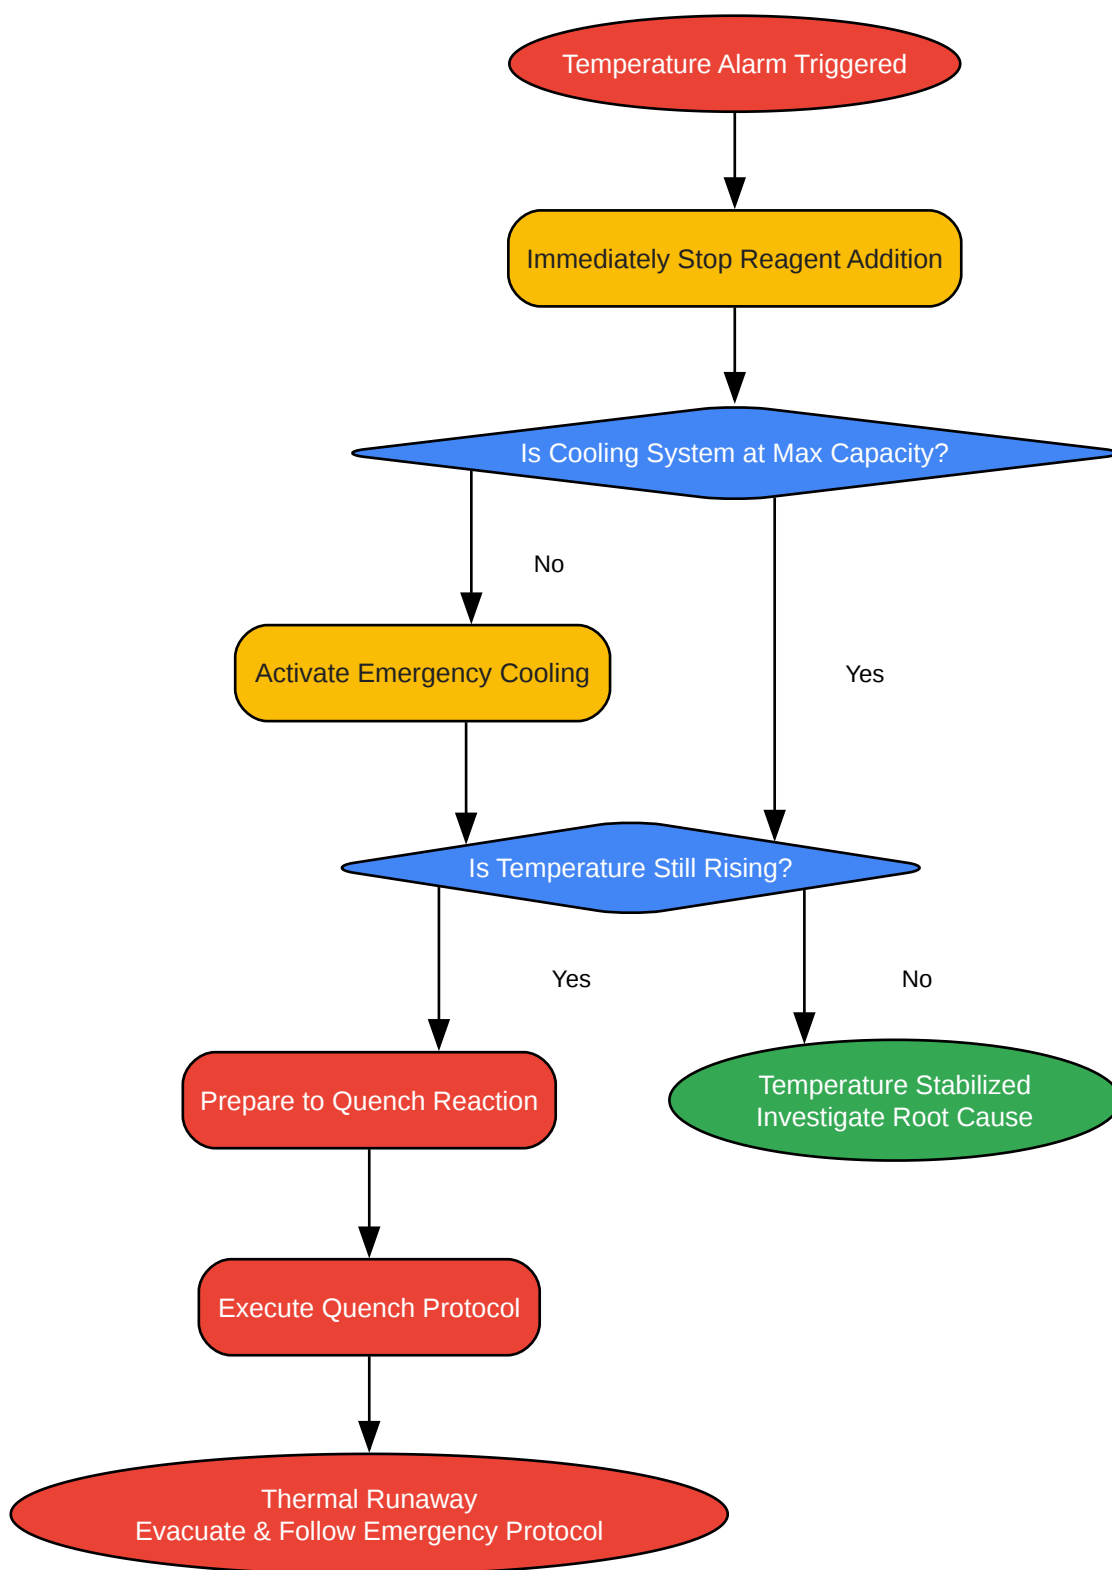 Temperature Alarm Triggered
Immediately Stop Reagent Addition
Is Cooling System at Max Capacity?
No
Activate Emergency Cooling
Yes
Is Temperature Still Rising?
Yes
No
Prepare to Quench Reaction
Temperature Stabilized
Investigate Root Cause
Execute Quench Protocol
Thermal Runaway
Evacuate & Follow Emergency Protocol